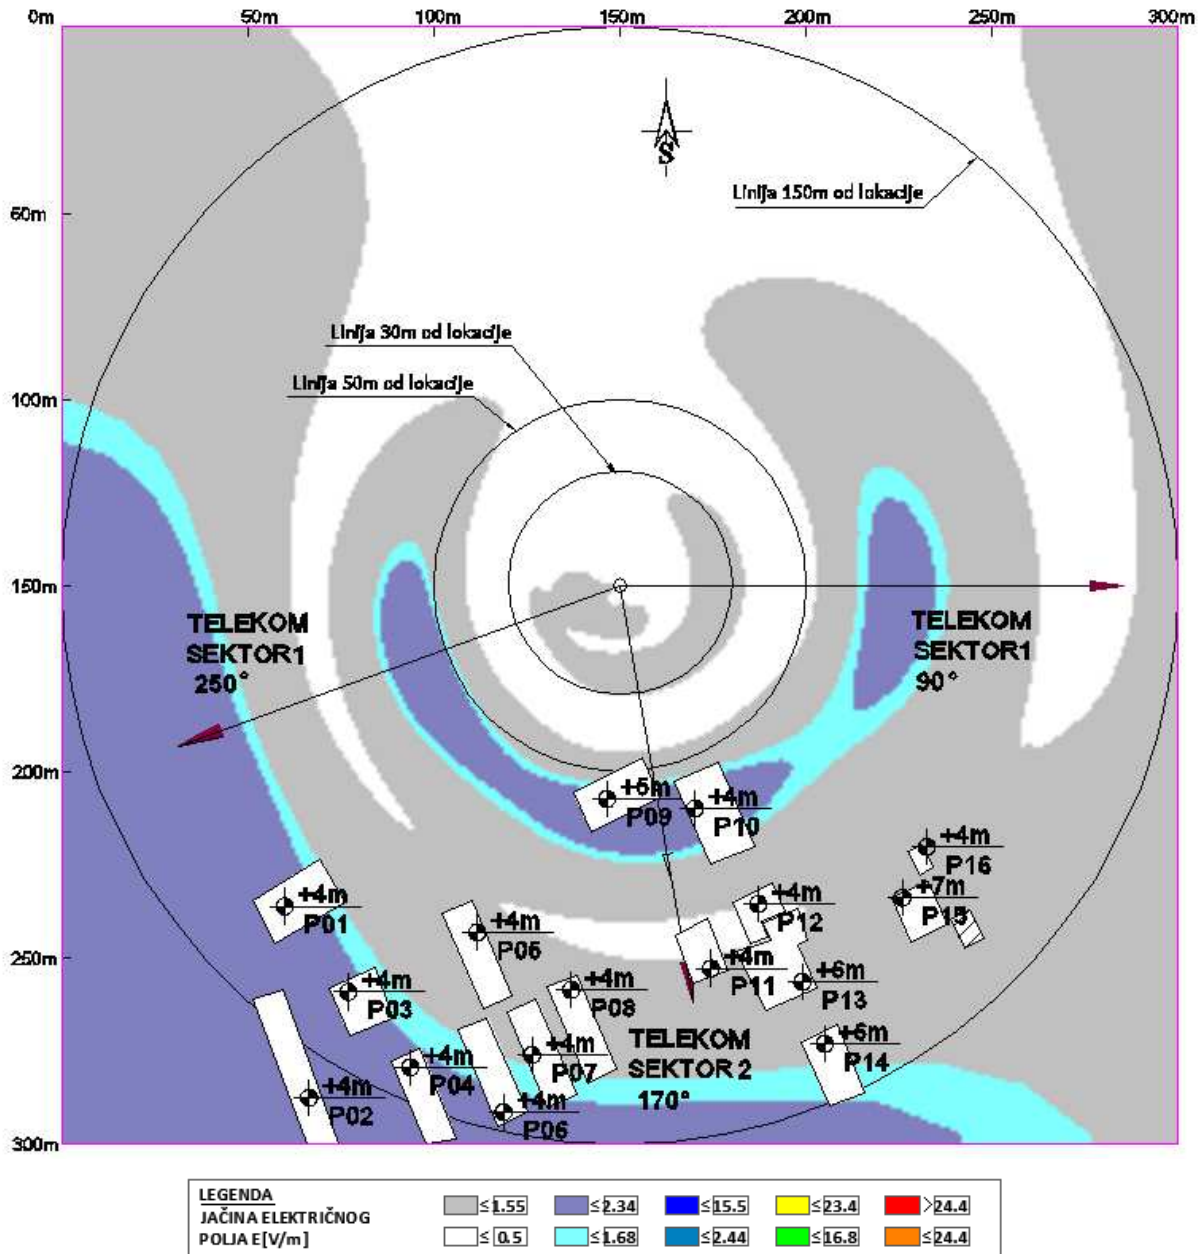 0m 50m 100m 150m 200m 250m 300m
S
Linija 150m od lokacije
50m
Linija 30m od lokacije
Linija 50m od lokacije
100m
150m
TELEKOM
SEKTOR1
250°
TELEKOM
SEKTOR1
90°
200m
+5m
P09
+4m
P10
+4m
P16
+4m
P01
+4m
P05
+4m
P12
+7m
P15
250m
+4m
P03
+4m
P08
+4m
P11
+5m
P13
TELEKOM
SEKTOR 2
170°
+4m
P04
+4m
P07
+5m
P14
+4m
P02
+4m
P06
300m
LEGENDA
JAČINA ELEKTRIČNOG
POLJA E[V/m]
≤1.55 ≤2.34 ≤15.5 ≤23.4 >24.4
≤ 0.5 ≤1.68 ≤2.44 ≤16.8 ≤24.4